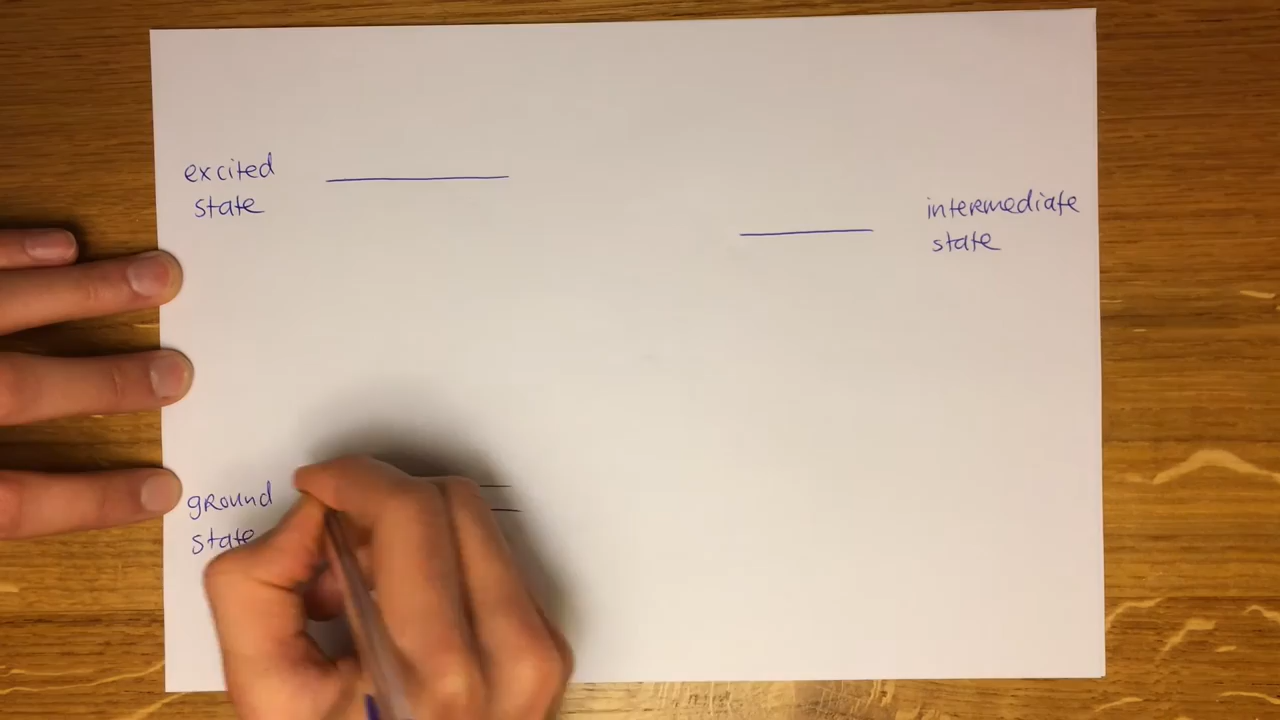 excited
state
intermediate
state
ground
state